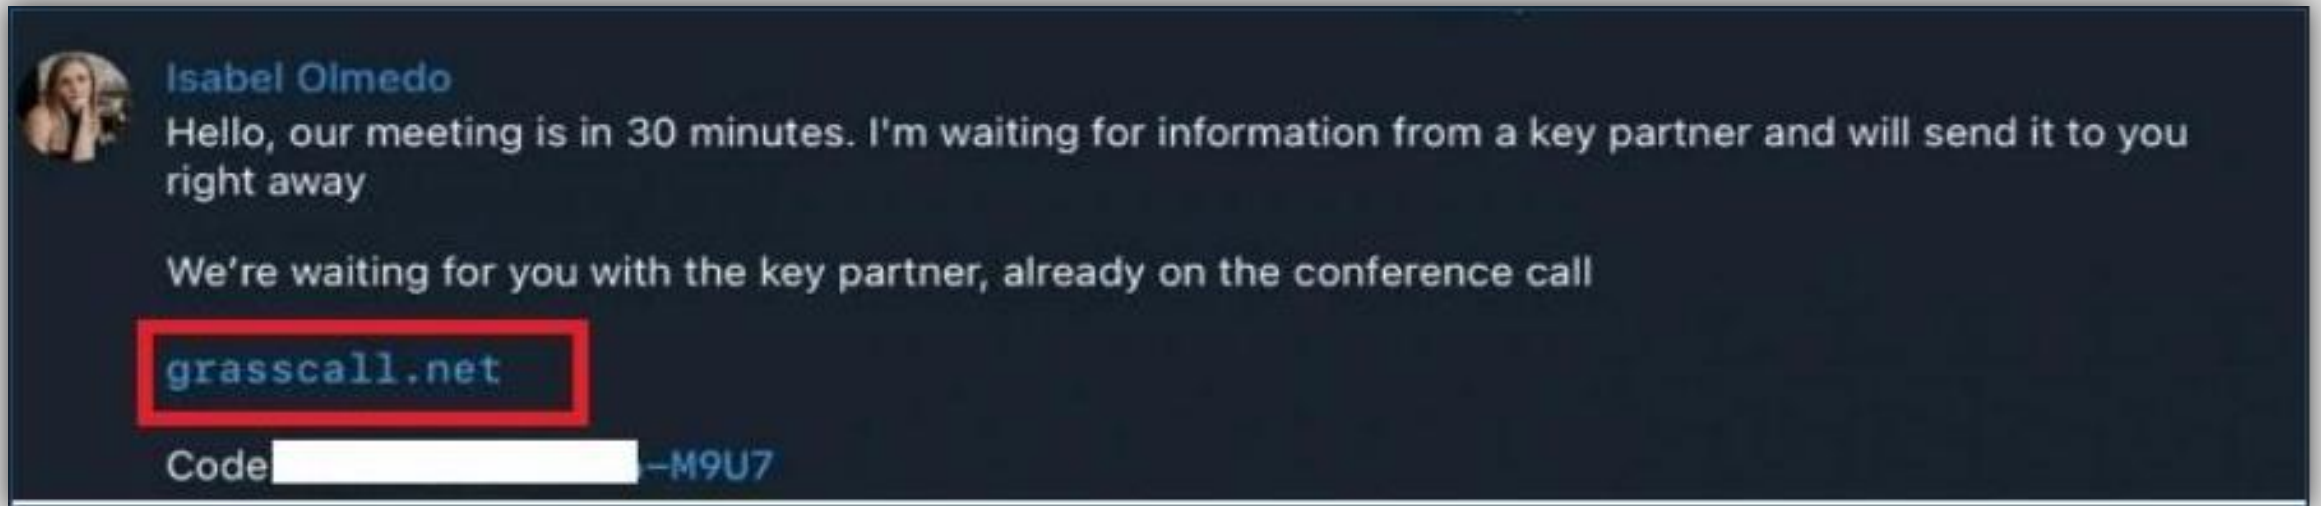 Isabel Olmedo
Hello, our meeting is in 30 minutes. I'm waiting for information from a key partner and will send it to you
right away
We're waiting for you with the key partner, already on the conference call
grasscall.net
Code -M9U7